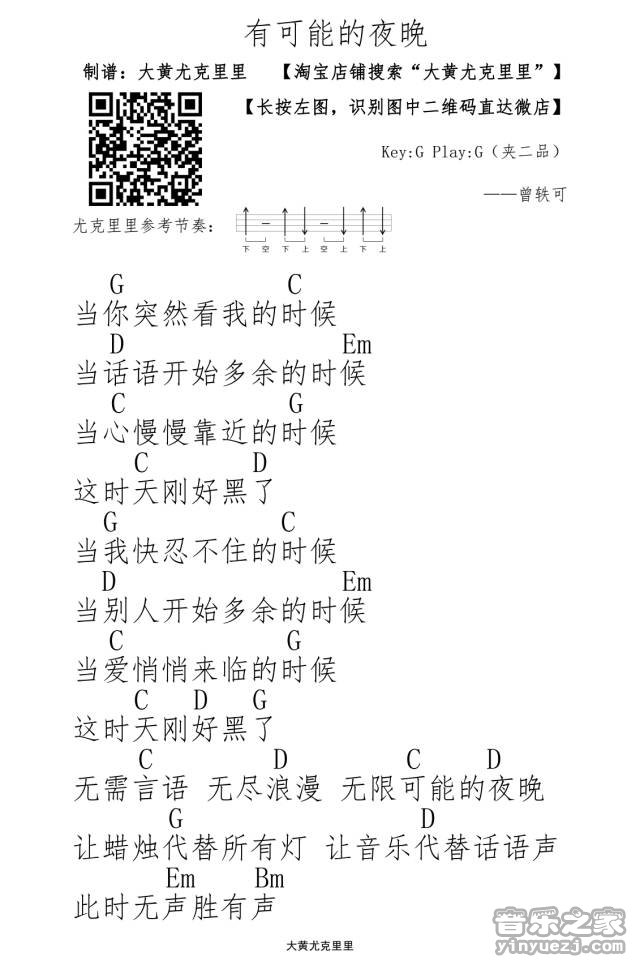 有可能的夜晚
制谱：大黄尤克里里 【淘宝店铺搜索“大黄尤克里里”】
【长按左图，识别图中二维码直达微店】
Key:G Play:G（夹二品）
——曾轶可
尤克里里参考节奏：
下 空 下 上 空 上 下 上
G C
当你突然看我的时候
D Em
当话语开始多余的时候
C G
当心慢慢靠近的时候
C D
这时天刚好黑了
G C
当我快忍不住的时候
D Em
当别人开始多余的时候
C G
当爱悄悄来临的时候
C D G
这时天刚好黑了
C D C D
无需言语 无尽浪漫 无限可能的夜晚
G D
让蜡烛代替所有灯 让音乐代替话语声
Em Bm
此时无声胜有声
大黄尤克里里
音乐之家
yinyuezj.com